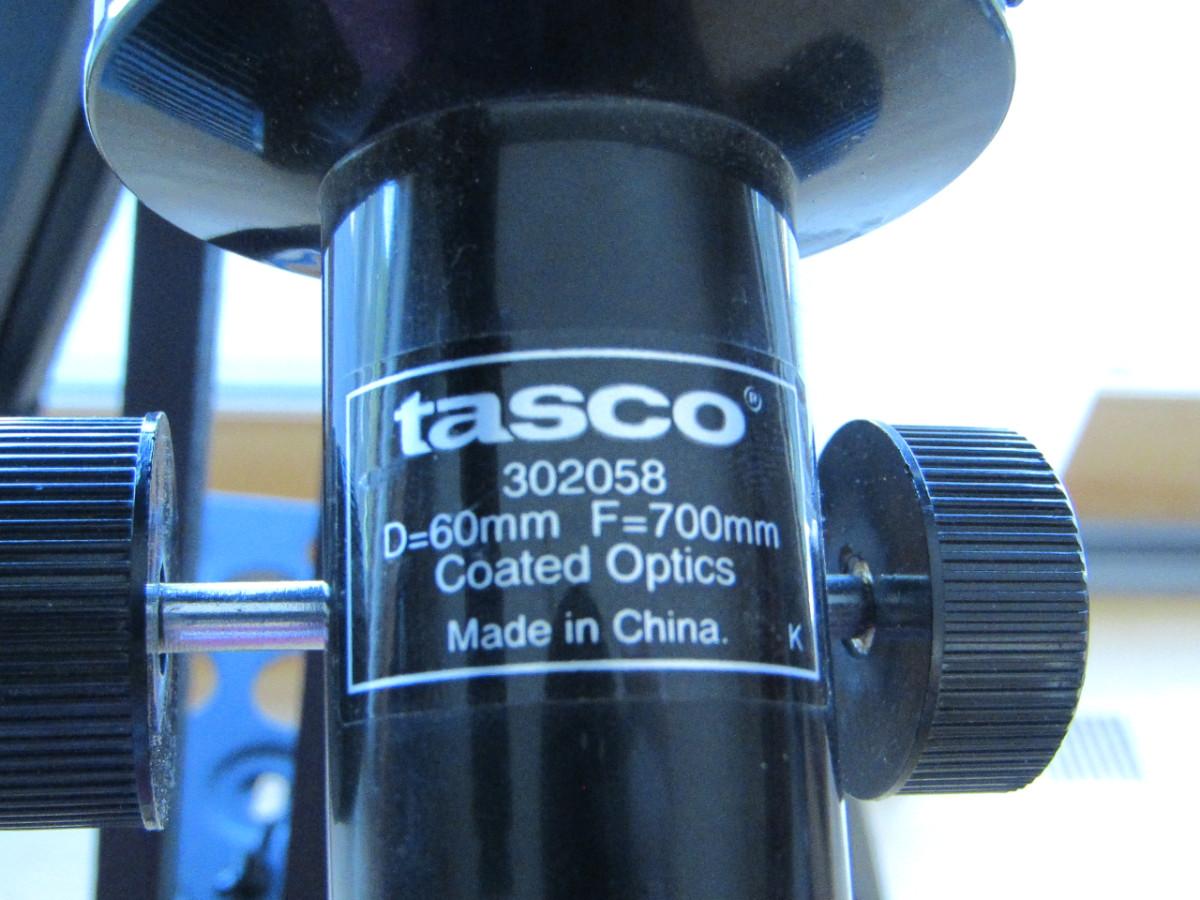 tasco®
302058
D=60mm F=700mm
Coated Optics
Made in China. K